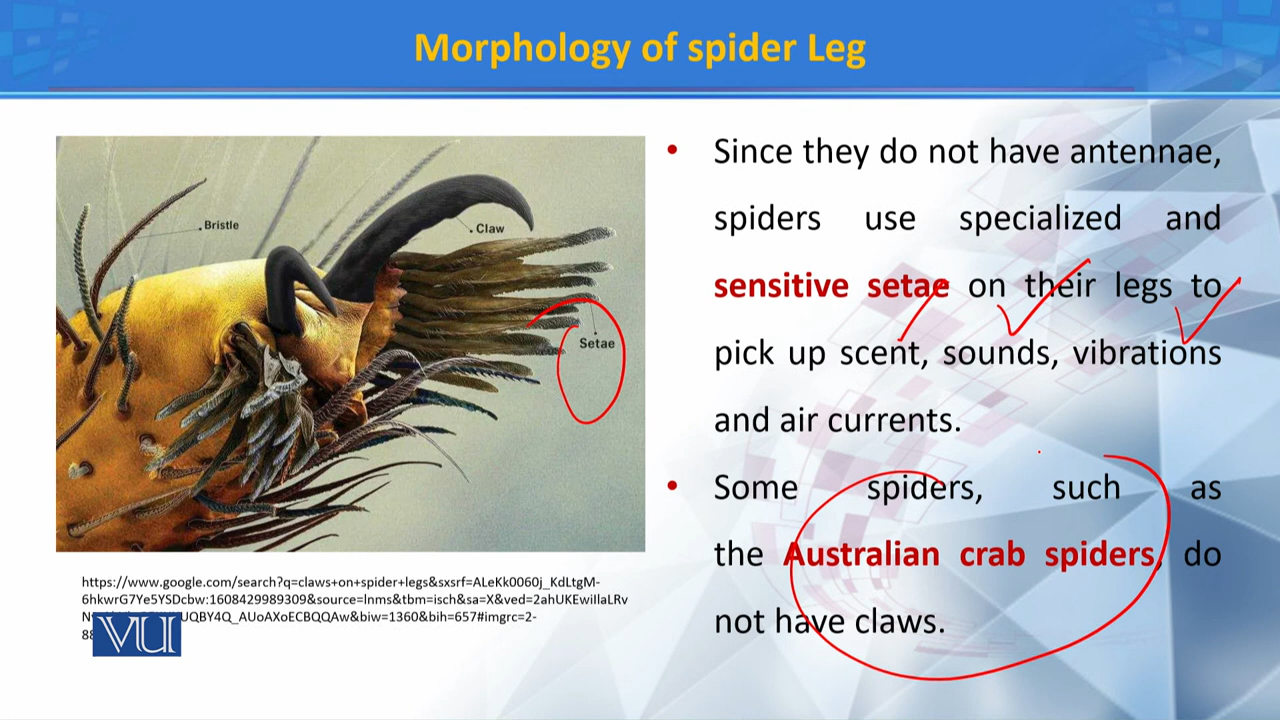 Morphology of spider Leg
Bristle
Claw
Setae
Since they do not have antennae,
spiders use specialized and
sensitive setae on their legs to
pick up scent, sounds, vibrations
and air currents.
Some spiders, such as
the Australian crab spiders, do
not have claws.
https://www.google.com/search?q=claws+on+spider+legs&sxsrf=ALeKk0060j_KdLtgM-
6hkwrG7Ye5YSDcbw:1608429989309&source=lnms&tbm=isch&sa=X&ved=2ahUKEwillaLRv
UQBY4Q_AUoAXoECBQQAw&biw=1360&bih=657#imgrc=2-
VU